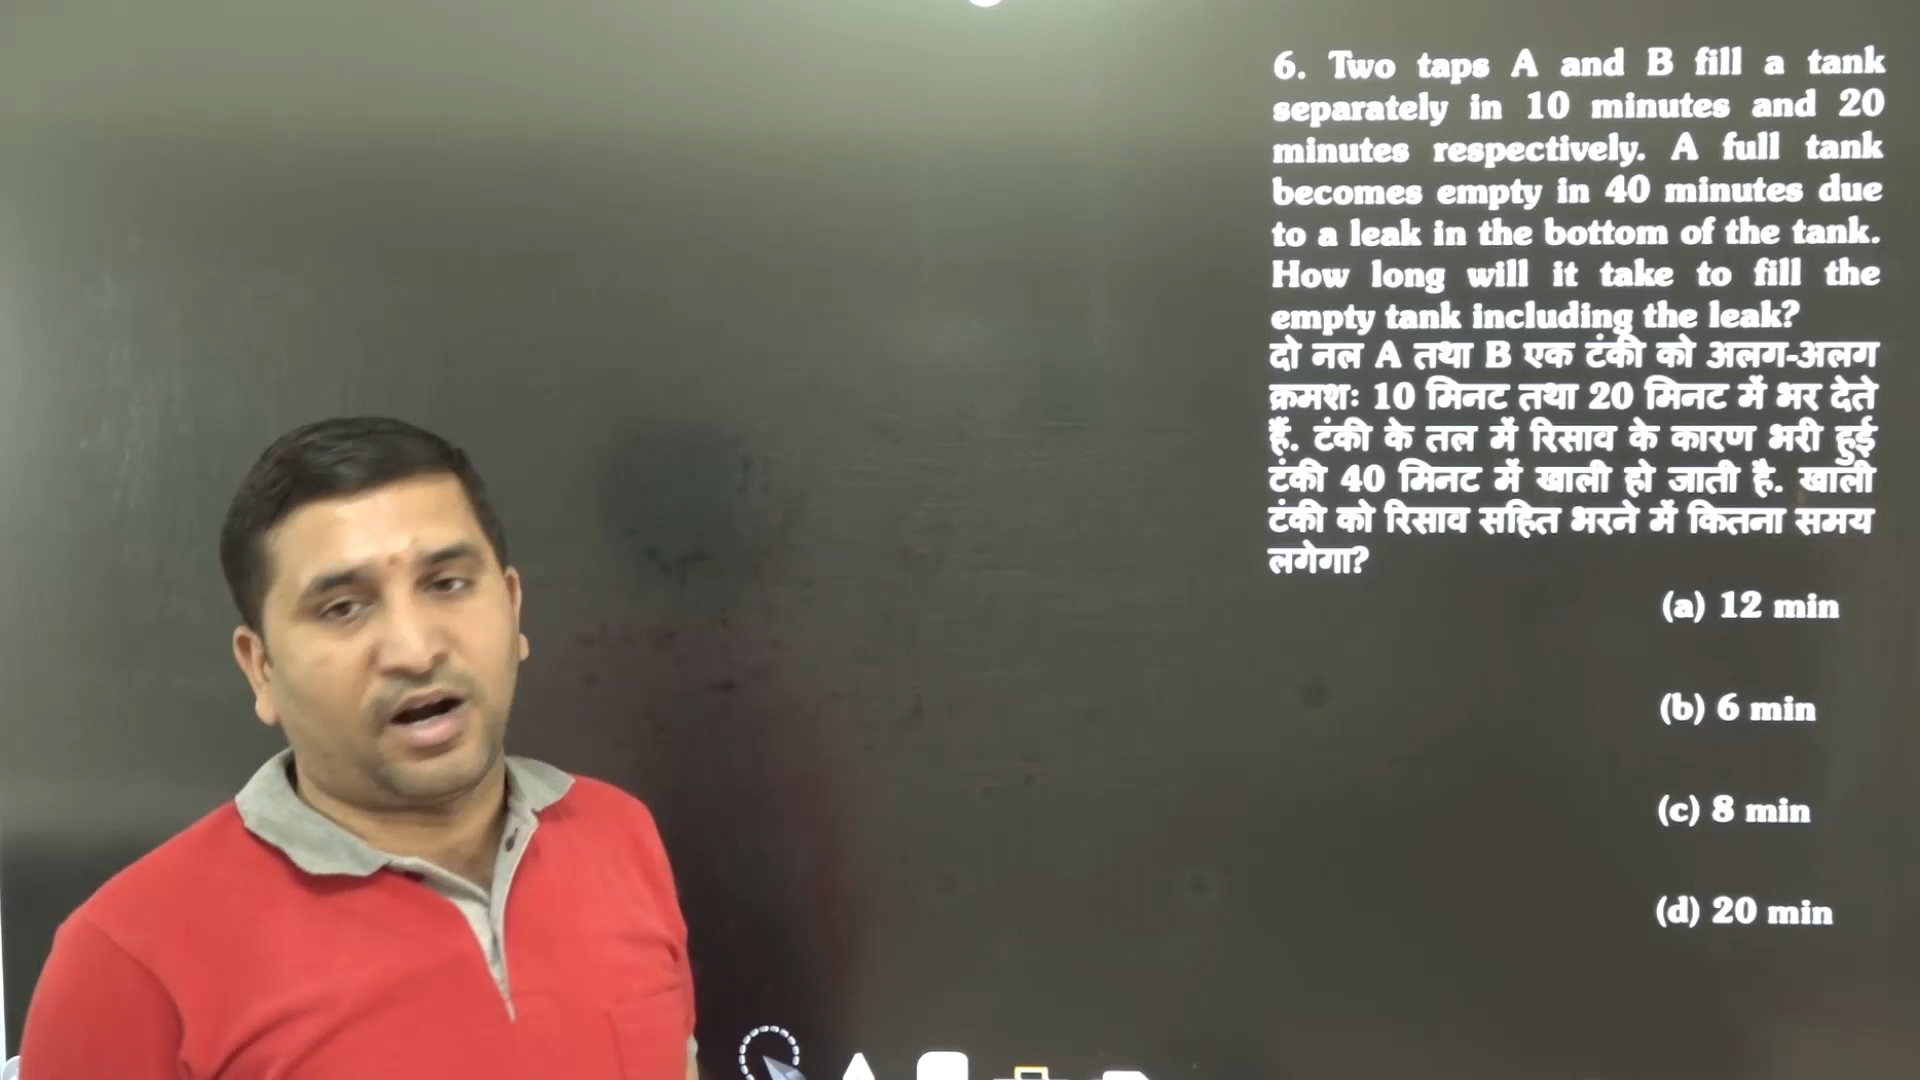 6. Two taps A and B fill a tank
separately in 10 minutes and 20
minutes respectively. A full tank
becomes empty in 40 minutes due
to a leak in the bottom of the tank.
How long will it take to fill the
empty tank including the leak?
दो नल A तथा B एक टंकी को अलग-अलग
क्रमशः 10 मिनट तथा 20 मिनट में भर देते
हैं. टंकी के तल में रिसाव के कारण भरी हुई
टंकी 40 मिनट में खाली हो जाती है. खाली
टंकी को रिसाव सहित भरने में कितना समय
लगेगा?
(a) 12 min
(b) 6 min
(c) 8 min
(d) 20 min